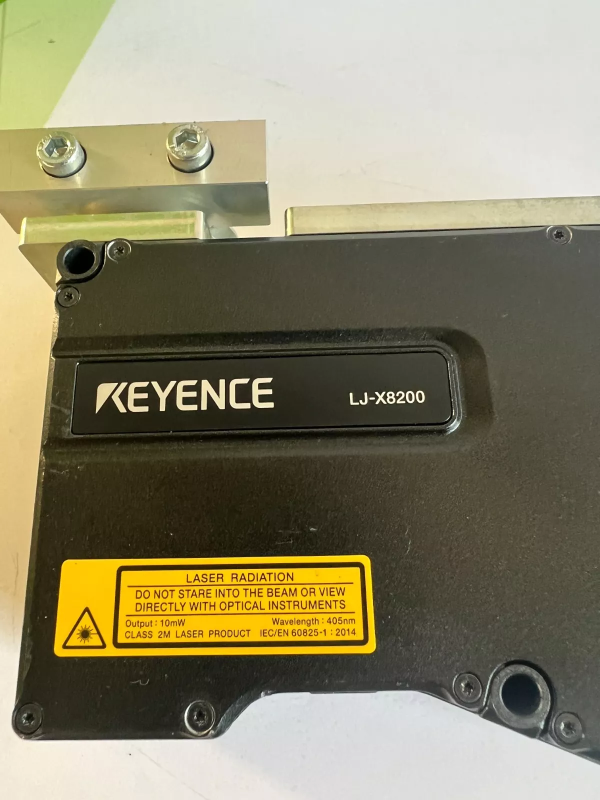 KEYENCE
LJ-X8200
LASER RADIATION
DO NOT STARE INTO THE BEAM OR VIEW
DIRECTLY WITH OPTICAL INSTRUMENTS
Output : 10mW Wavelength : 405nm
CLASS 2M LASER PRODUCT IEC/EN 60825-1 : 2014